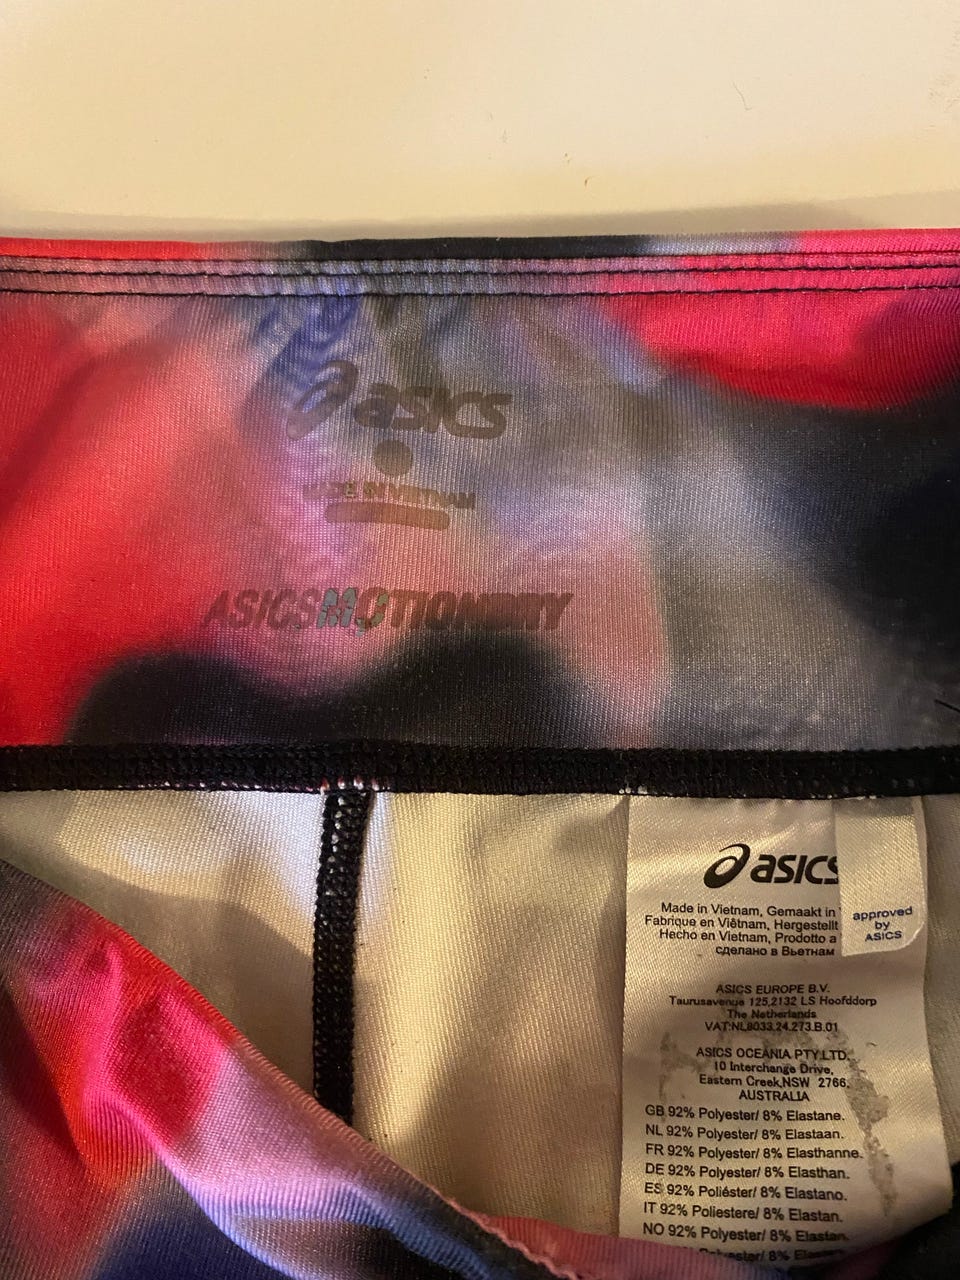 asics
IN VIETNAM
ASICSMOTIONDRY
asics
Made in Vietnam, Gemaakt in
Fabrique en Viêtnam, Hergestellt
Hecho en Vietnam, Prodotto a
сделано в Вьетнам
approved
by
ASICS
ASICS EUROPE B.V.
Taurusavenue 125,2132 LS Hoofddorp
The Netherlands
VAT:NL8033.24.273.B.01
ASICS OCEANIA PTY.LTD.
10 Interchange Drive,
Eastern Creek,NSW 2766,
AUSTRALIA
GB 92% Polyester/ 8% Elastane.
NL 92% Polyester/ 8% Elastaan.
FR 92% Polyester/ 8% Elasthanne.
DE 92% Polyester/ 8% Elasthan.
ES 92% Poliéster/ 8% Elastano.
IT 92% Poliestere/ 8% Elastan.
NO 92% Polyester/ 8% Elastan.
8%